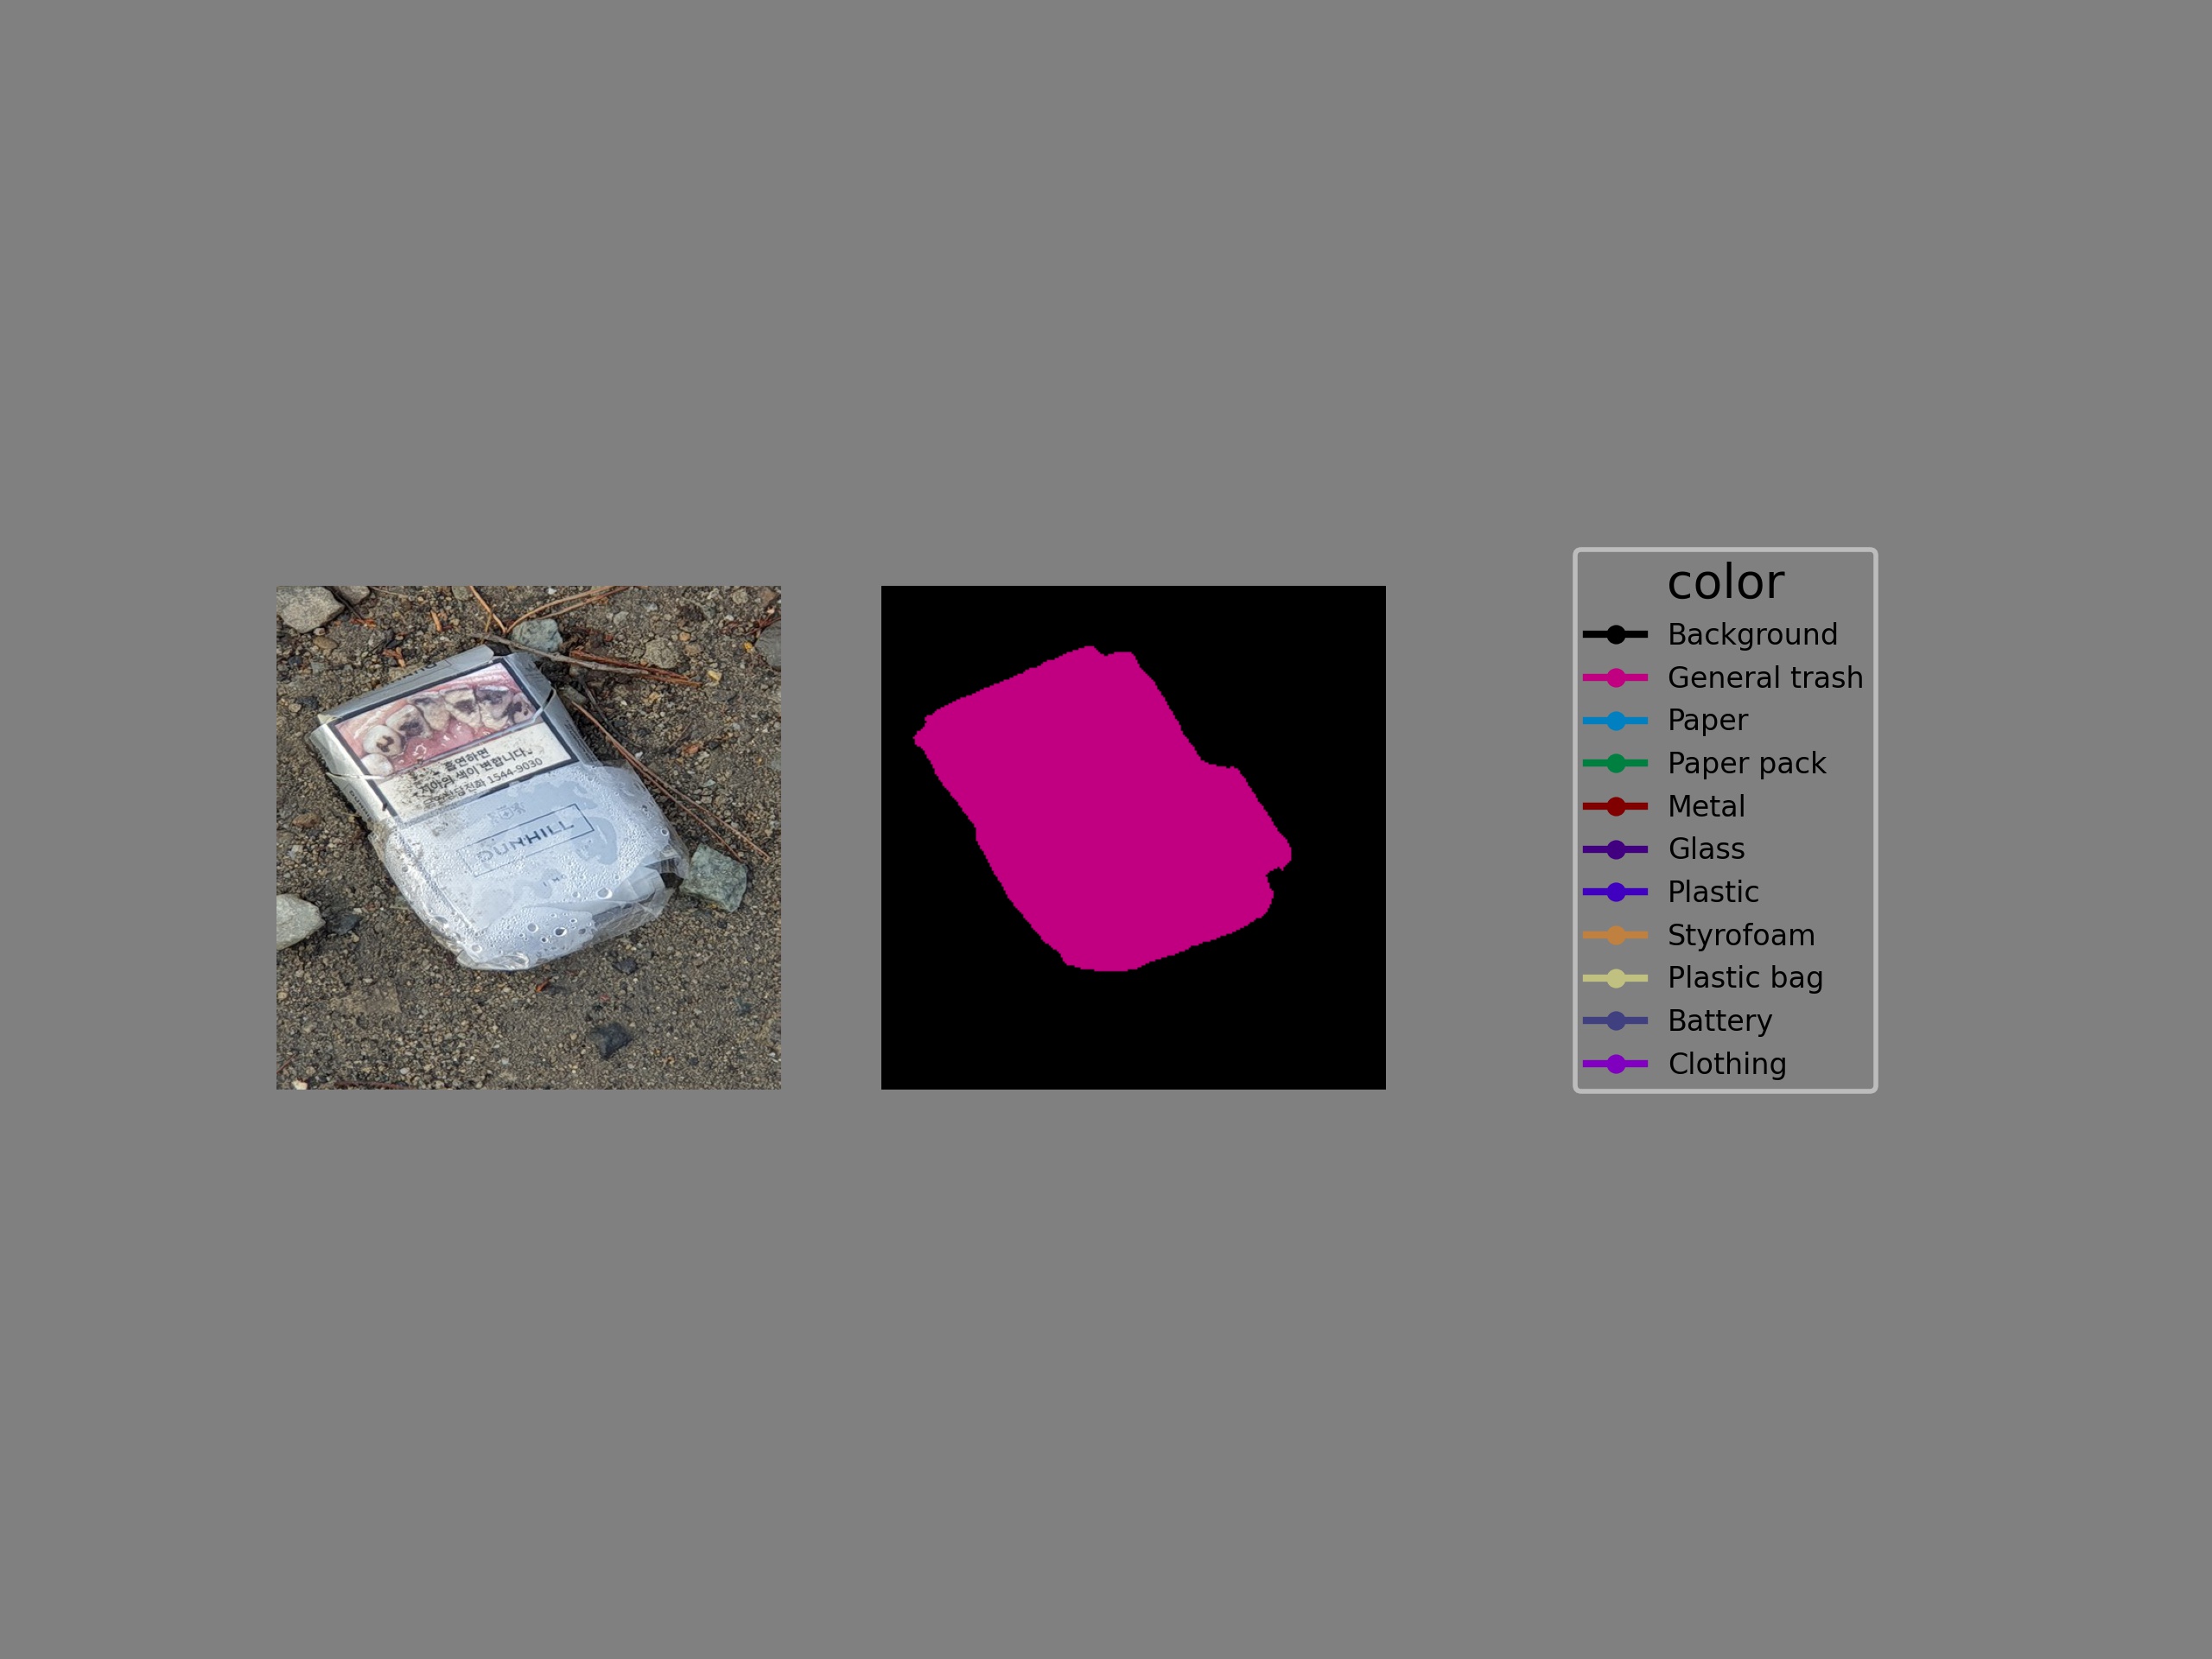 흡연하면
치아의 색이 변합니다.
1544-9030
DUNHILL
color
Background
General trash
Paper
Paper pack
Metal
Glass
Plastic
Styrofoam
Plastic bag
Battery
Clothing